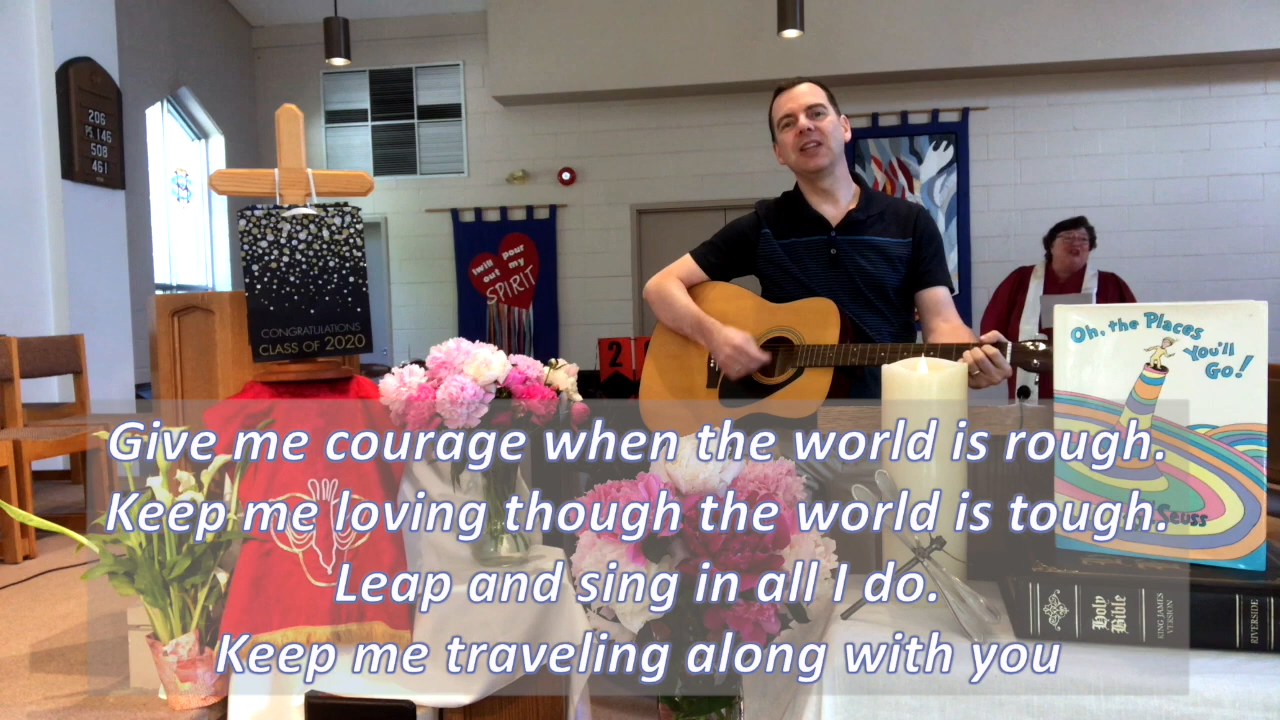 206
PS. 146
508
461
CONGRATULATIONS
CLASS OF 2020
I will pour
out my
SPIRIT
2
Oh, the Places
You'll
Go!
Seuss
Give me courage when the world is rough.
Keep me loving though the world is tough.
Leap and sing in all I do.
Keep me traveling along with you
Holy Bible
KING JAMES
VERSION
RIVERSIDE